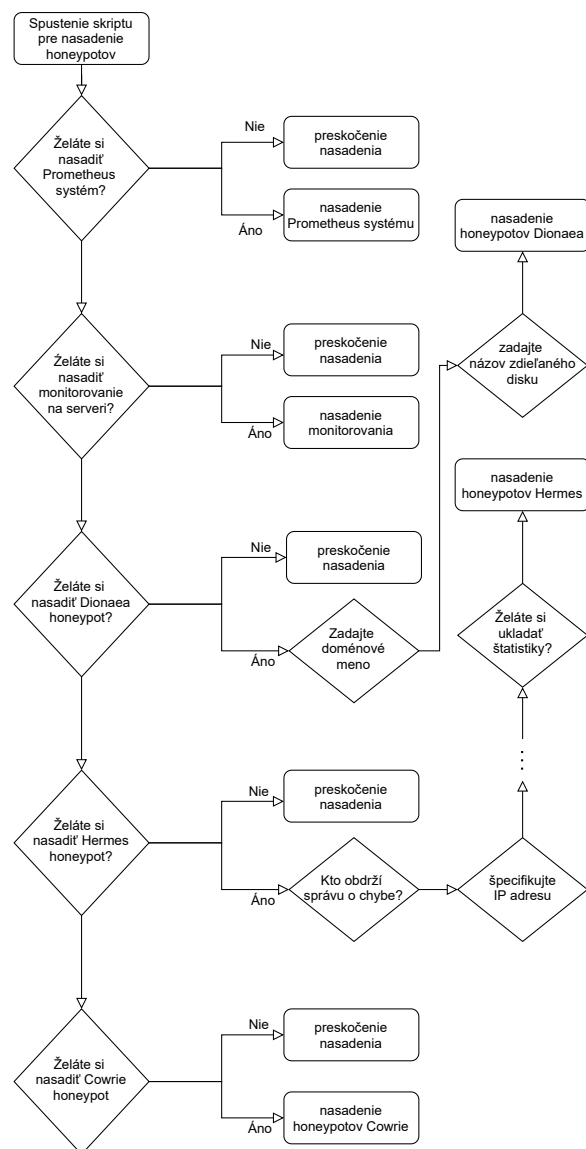 Spustenie skriptu
pre nasadenie
honeypotov
Želáte si
nasadiť
Prometheus
systém?
Nie
preskočenie
nasadenia
Áno
nasadenie
Prometheus systému
nasadenie
honeypotov Dionaea
Želáte si
nasadiť
monitorovanie
na serveri?
Nie
preskočenie
nasadenia
Áno
nasadenie
monitorovania
zadajte
názov zdieľaného
disku
nasadenie
honeypotov Hermes
Želáte si
nasadiť Dionaea
honeypot?
Nie
preskočenie
nasadenia
Áno
Zadajte
doménové
meno
Želáte si
ukladať
štatistiky?
Želáte si
nasadiť Hermes
honeypot?
Nie
preskočenie
nasadenia
Áno
Kto obdrží
správu o chybe?
špecifikujte
IP adresu
Želáte si
nasadiť Cowrie
honeypot
Nie
preskočenie
nasadenia
Áno
nasadenie
honeypotov Cowrie